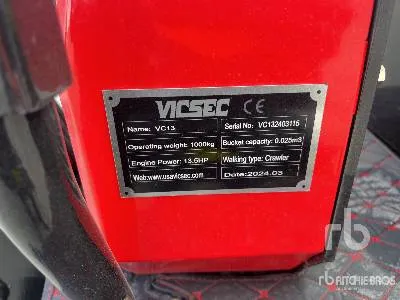 VICSEC CE
Name: VC13 Serial No: VC132403115
Operating weight: 1000kg Bucket capacity: 0.025m3
Engine Power: 13.5HP Walking type: Crawler
Web:www.usavicsec.com Date:2024.03
rb
RITCHIE BROS